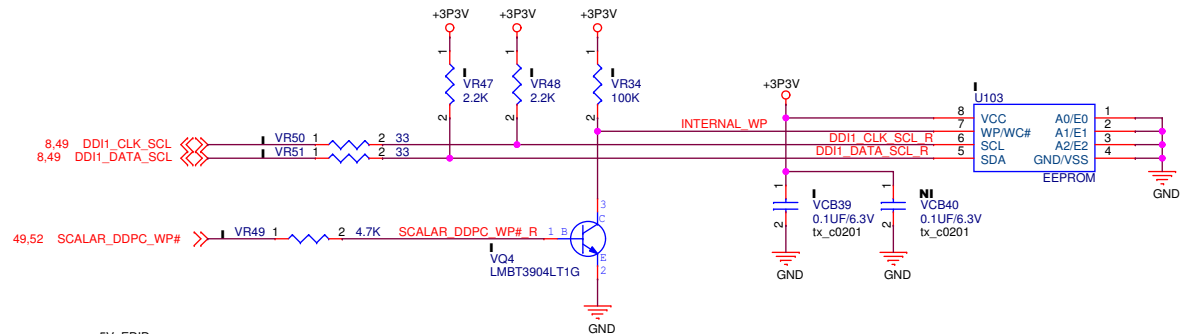 +3P3V +3P3V +3P3V
1 1 1
I VR47 2.2K
I VR48 2.2K
I VR34 100K
2 2 2
+3P3V
I
U103
INTERNAL_WP
8 VCC A0/E0 1
7 WP/WC# A1/E1 2
6 SCL A2/E2 3
5 SDA GND/VSS 4
EEPROM
GND
8,49 DDI1_CLK_SCL I VR50 1 2 33 DDI1_CLK_SCL_R
8,49 DDI1_DATA_SCL I VR51 1 2 33 DDI1_DATA_SCL_R
1 I VCB39 0.1UF/6.3V tx_c0201 2
1 NI VCB40 0.1UF/6.3V tx_c0201 2
GND GND
49,52 SCALAR_DDPC_WP# I VR49 1 2 4.7K SCALAR_DDPC_WP#_R 1 B
3 C
E 2
I
VQ4
LMBT3904LT1G
GND